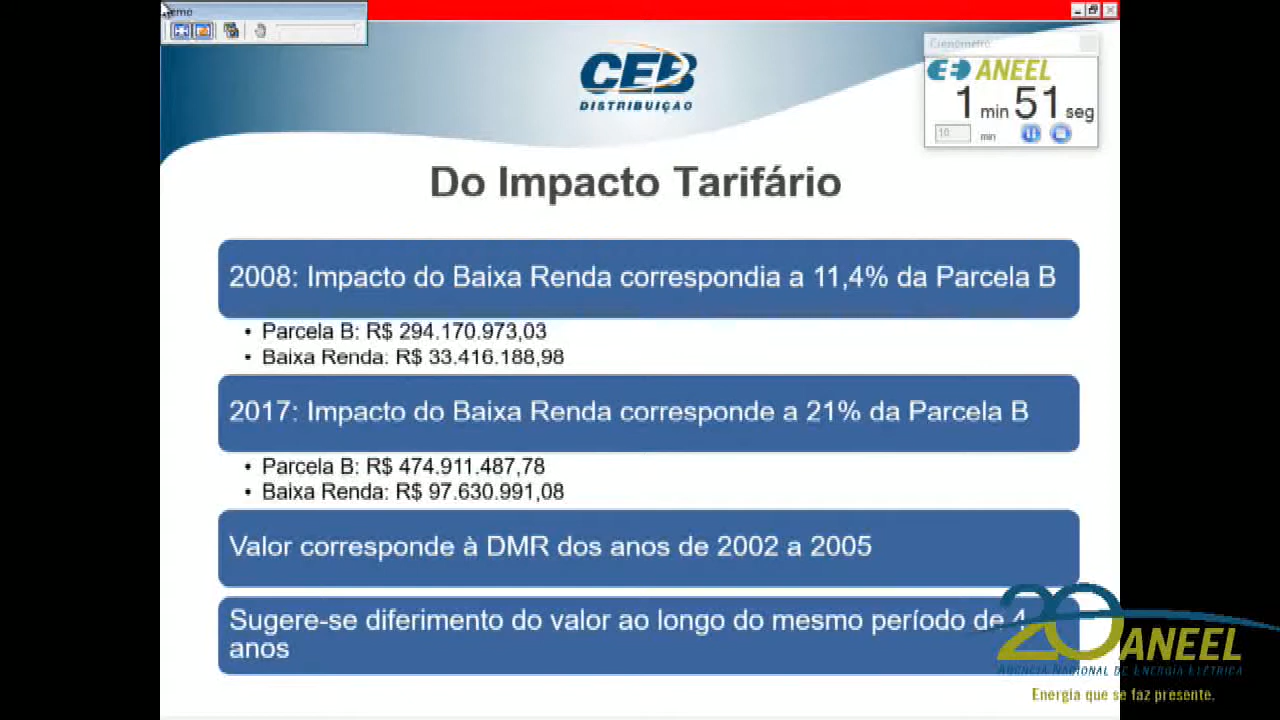 emo
Cronômetro
CEB
DISTRIBUIÇÃO
ANEEL
1 min 51 seg
10 min
Do Impacto Tarifário
2008: Impacto do Baixa Renda correspondia a 11,4% da Parcela B
• Parcela B: R$ 294.170.973,03
• Baixa Renda: R$ 33.416.188,98
2017: Impacto do Baixa Renda corresponde a 21% da Parcela B
• Parcela B: R$ 474.911.487,78
• Baixa Renda: R$ 97.630.991,08
Valor corresponde à DMR dos anos de 2002 a 2005
Sugere-se diferimento do valor ao longo do mesmo período de 4
anos
20 ANEEL
AGÊNCIA NACIONAL DE ENERGIA ELÉTRICA
Energia que se faz presente.